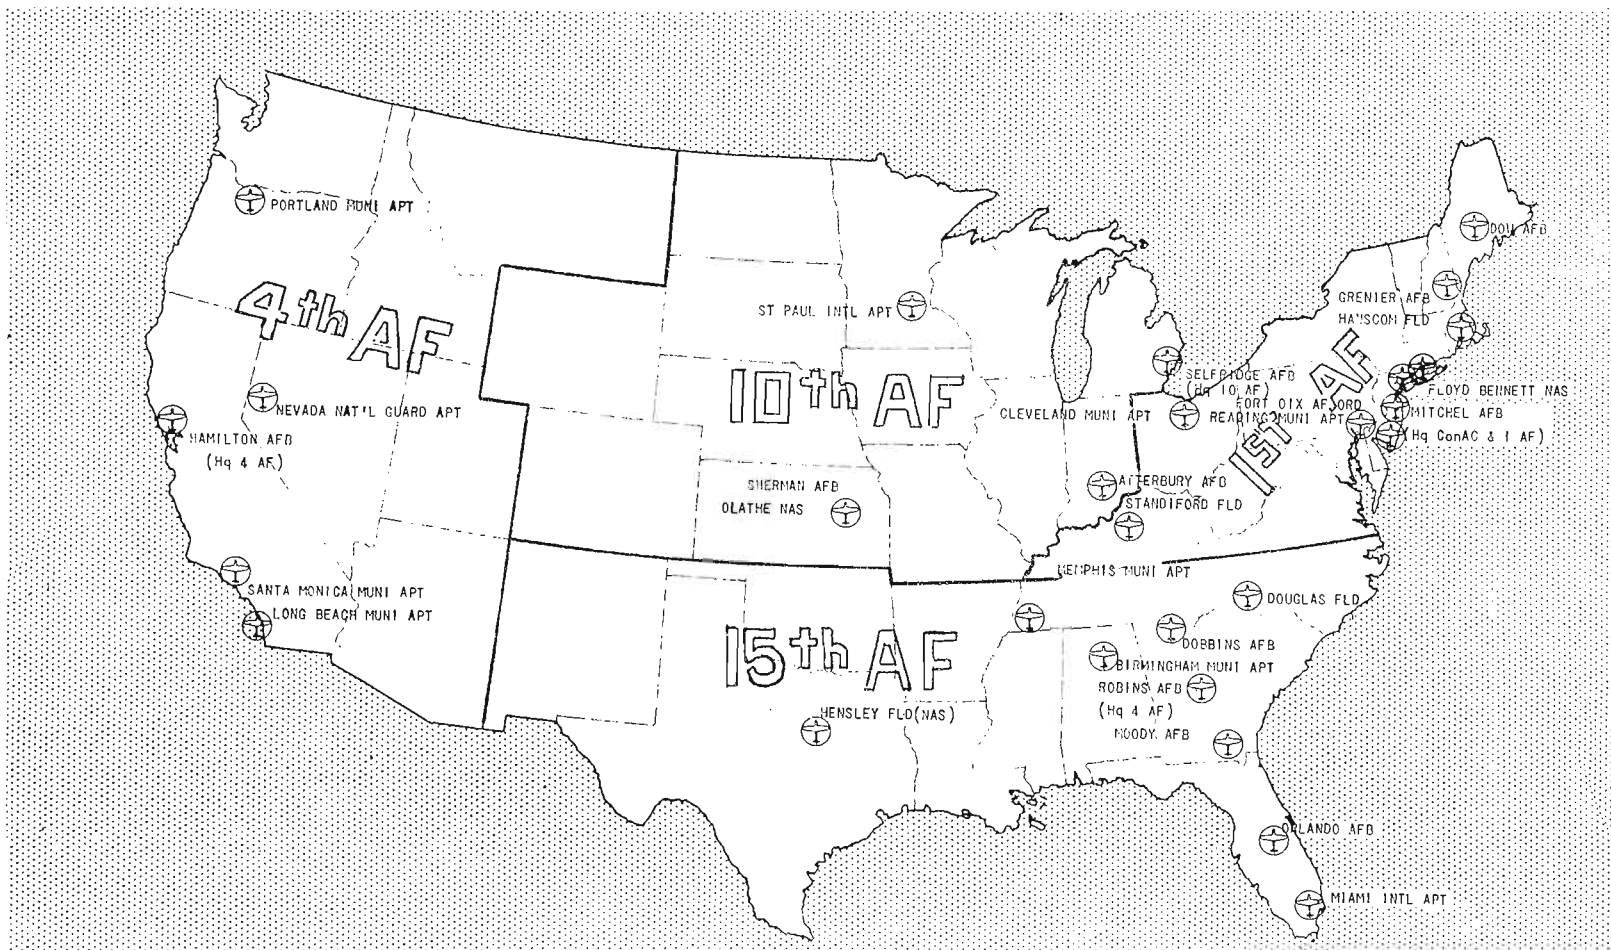 PORTLAND MUNI APT
DOW AFB
4th AF
GRENIER AFB
HANSCOM FLD
ST PAUL INTL APT
10th AF
1ST AF
SELFRIDGE AFB
(Hq 10 AF)
FLOYD BENNETT NAS
FORT DIX AF ORD
CLEVELAND MUNI APT
READING MUNI APT
MITCHEL AFB
(Hq ConAC & 1 AF)
NEVADA NAT'L GUARD APT
HAMILTON AFB
(Hq 4 AF)
SHERMAN AFB
OLATHE NAS
ATTERBURY AFB
STANDIFORD FLD
SANTA MONICA MUNI APT
LONG BEACH MUNI APT
MEMPHIS MUNI APT
DOUGLAS FLD
15th AF
DOBBINS AFB
BIRMINGHAM MUNI APT
ROBINS AFB
(Hq 4 AF)
MOODY AFB
HENSLEY FLD(NAS)
ORLANDO AFB
MIAMI INTL APT